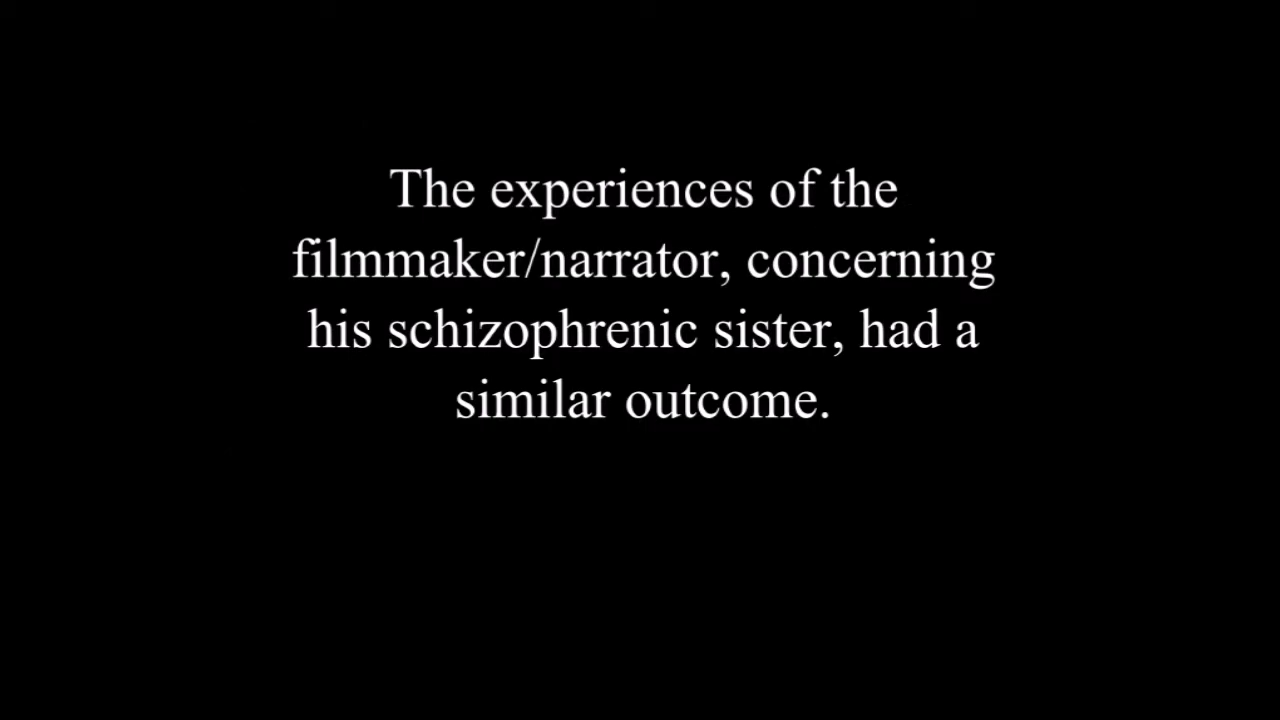 The experiences of the
filmmaker/narrator, concerning
his schizophrenic sister, had a
similar outcome.